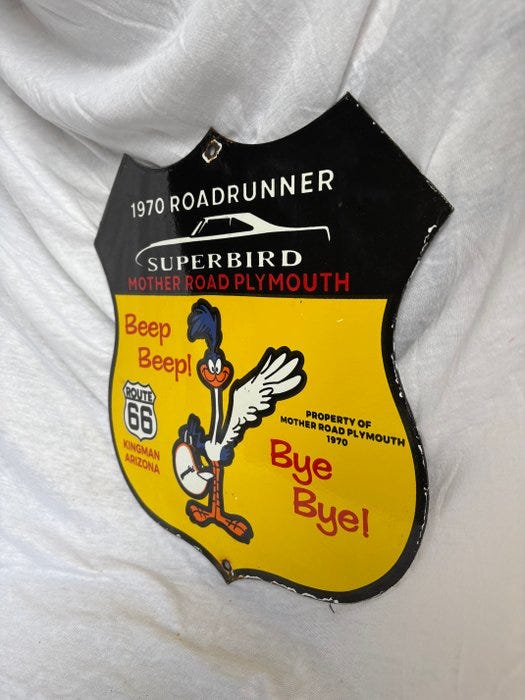 1970 ROADRUNNER
SUPERBIRD
MOTHER ROAD PLYMOUTH
Beep
Beep!
ROUTE
66
KINGMAN
ARIZONA
PROPERTY OF
MOTHER ROAD PLYMOUTH
1970
Bye
Bye!